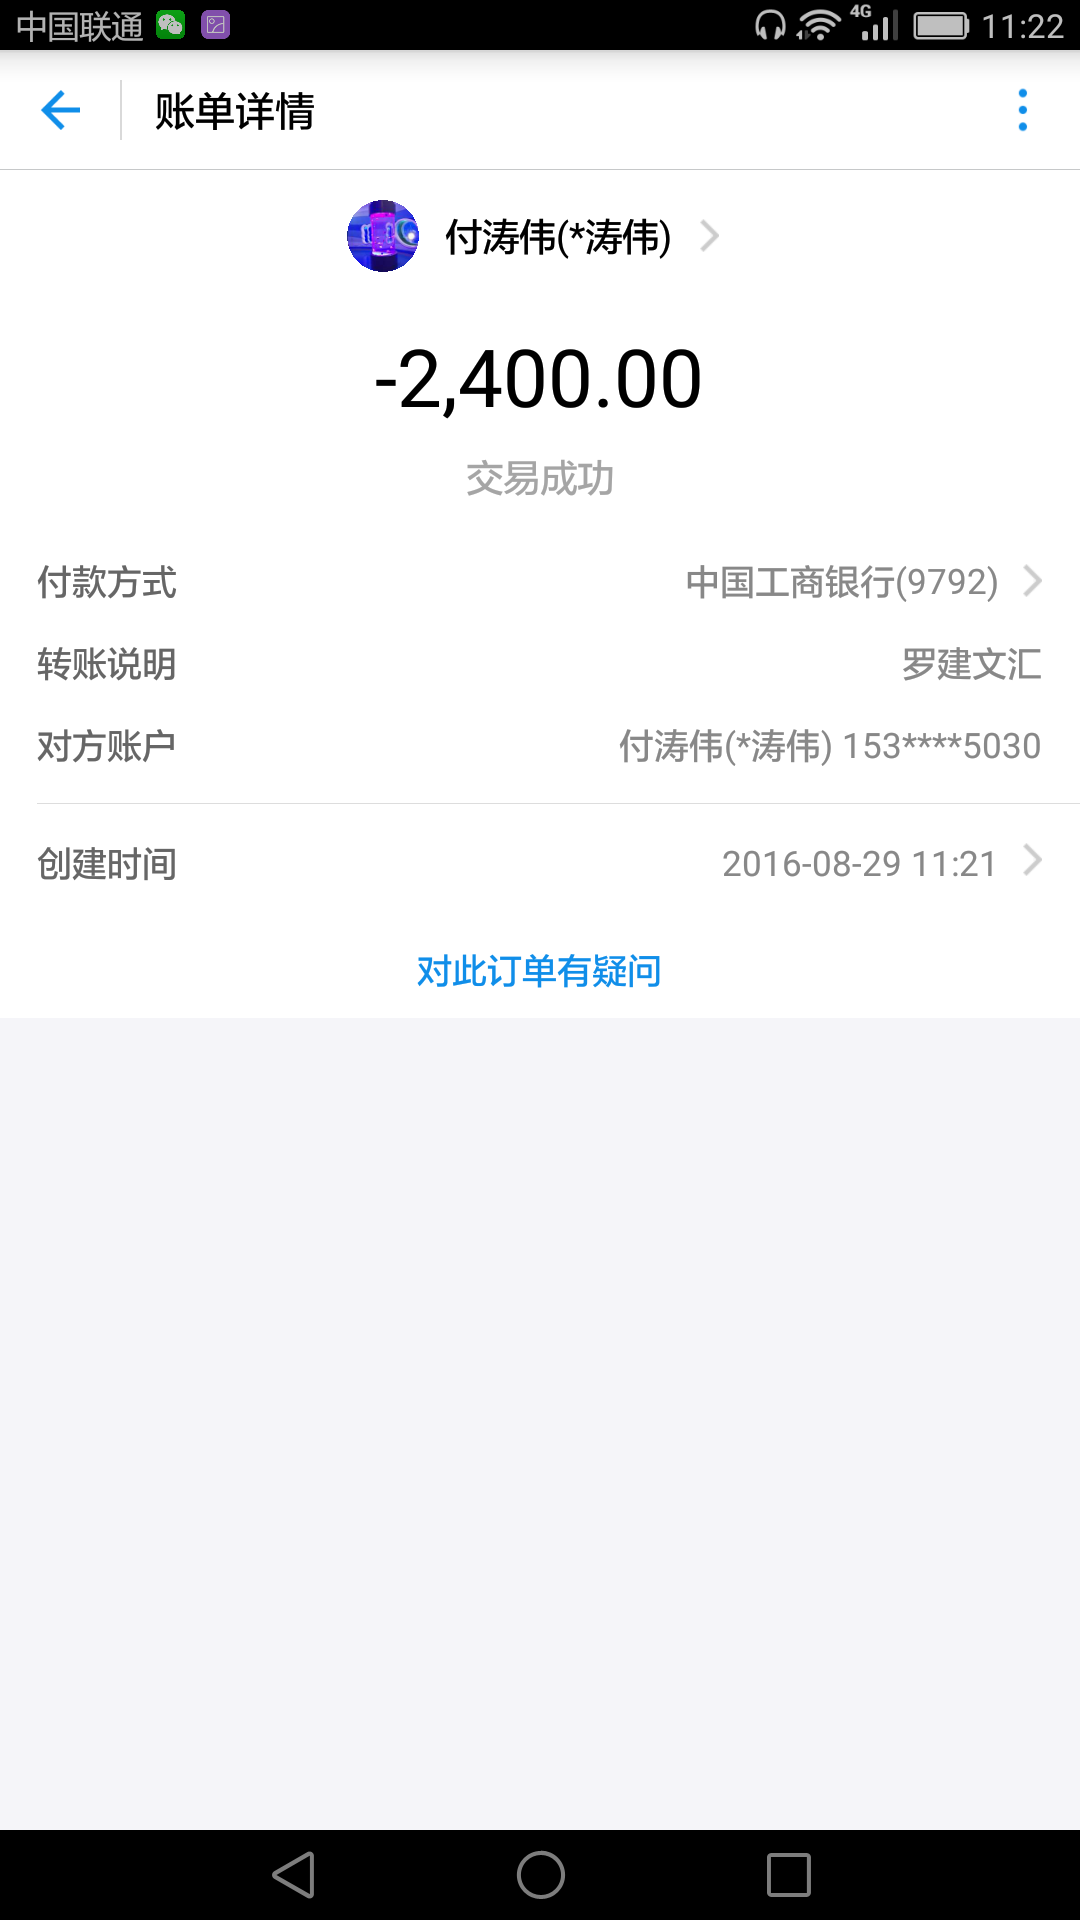 中国联通 4G 11:22
账单详情
付涛伟(*涛伟)
-2,400.00
交易成功
付款方式 中国工商银行(9792)
转账说明 罗建文汇
对方账户 付涛伟(*涛伟) 153****5030
创建时间 2016-08-29 11:21
对此订单有疑问